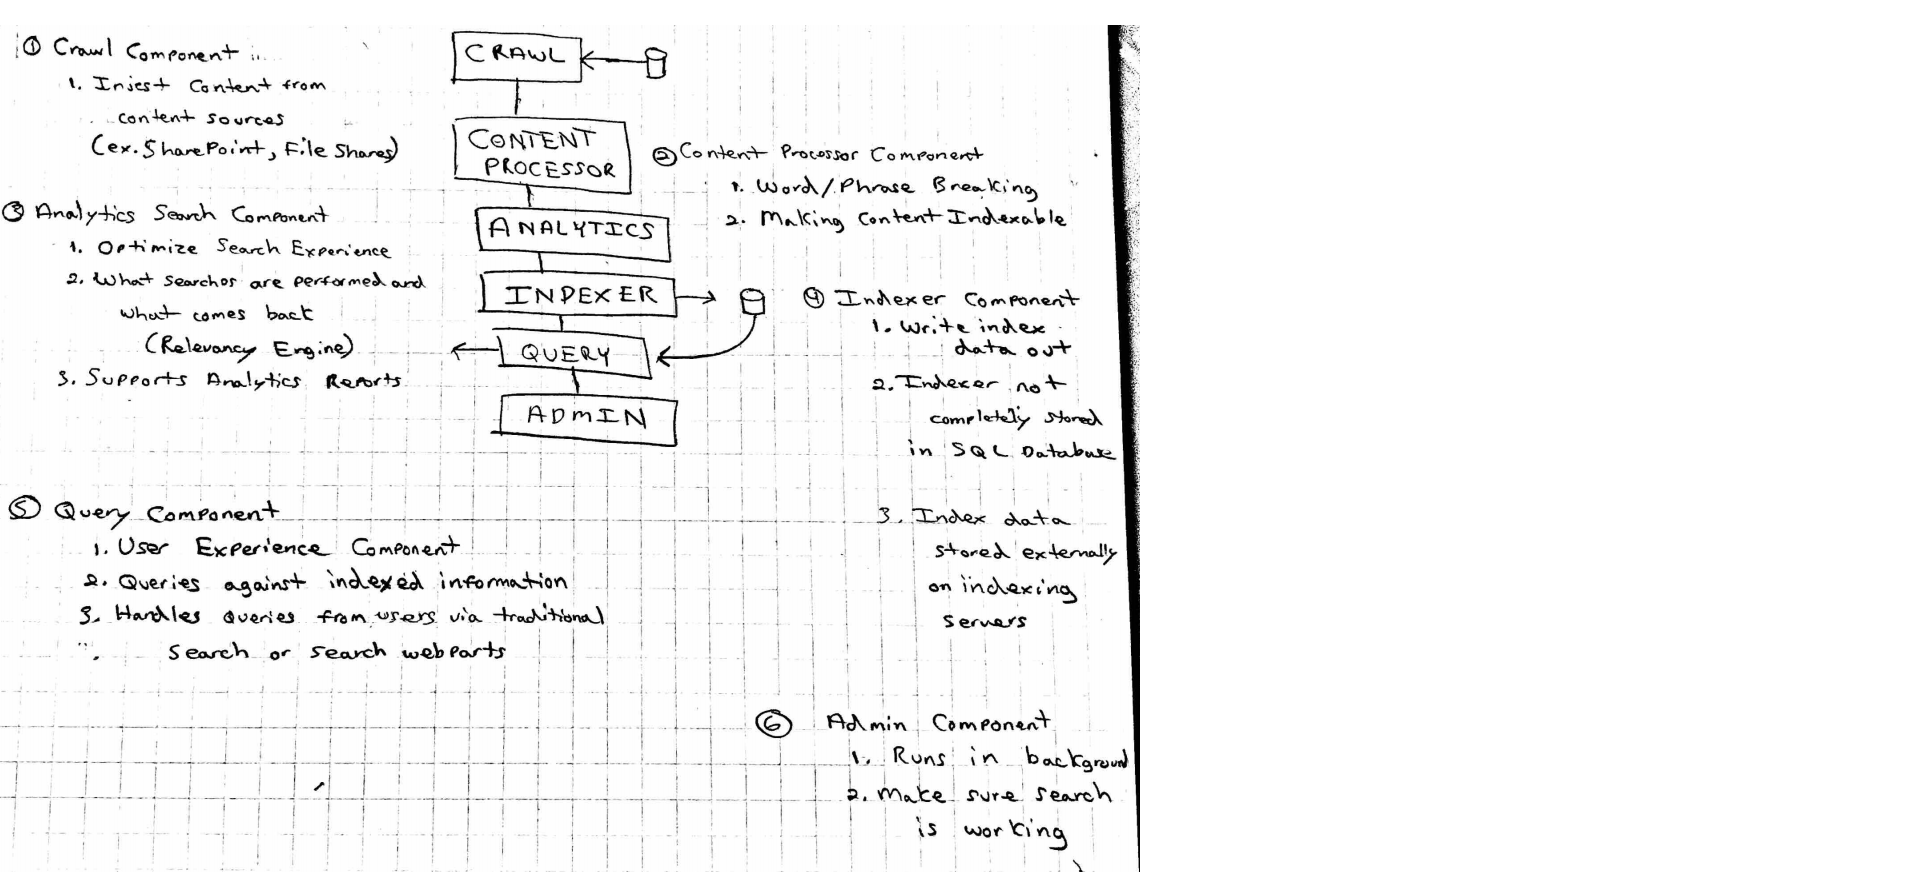 ① Crawl Component
1. Injest Content from
content sources
(ex. SharePoint, File Shares)
CRAWL
CONTENT
PROCESSOR
ANALYTICS
INDEXER
QUERY
ADMIN
② Content Processor Component
1. Word/Phrase Breaking
2. Making Content Indexable
③ Analytics Search Component
1. Optimize Search Experience
2. What searches are performed and
what comes back
(Relevancy Engine)
3. Supports Analytics Reports
④ Indexer Component
1. Write index
data out
2. Indexer not
completely stored
in SQL Database
3. Index data
stored externally
on indexing
servers
⑤ Query Component
1. User Experience Component
2. Queries against indexed information
3. Handles queries from users via traditional
Search or search webparts
⑥ Admin Component
1. Runs in background
2. Make sure search
is working